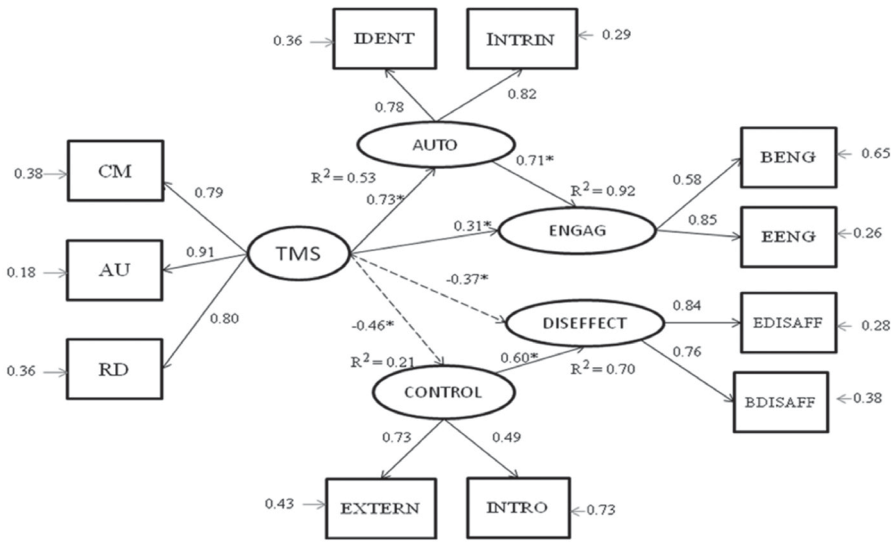 0.36
IDENT
INTRIN
0.29
0.78
0.82
AUTO
R² = 0.53
0.73*
0.71*
R² = 0.92
0.38
CM
0.79
BENG
0.65
0.58
0.31*
ENGAG
0.85
EENG
0.26
TMS
0.18
AU
0.91
-0.37*
0.80
-0.46*
DISEFFECT
0.84
EDISAFF
0.28
0.36
RD
R² = 0.21
0.60*
R² = 0.70
0.76
CONTROL
BDISAFF
0.38
0.73
0.49
0.43
EXTERN
INTRO
0.73